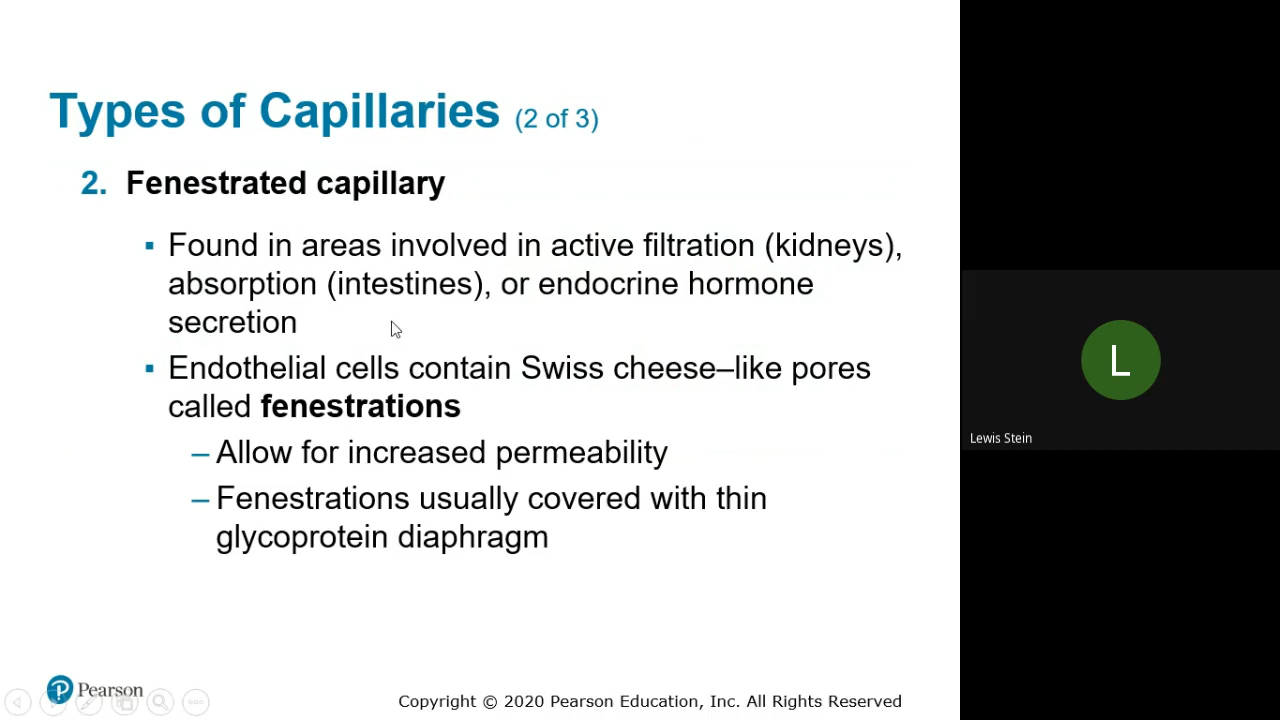 Types of Capillaries (2 of 3)
2. Fenestrated capillary
▪ Found in areas involved in active filtration (kidneys),
absorption (intestines), or endocrine hormone
secretion
▪ Endothelial cells contain Swiss cheese–like pores
called fenestrations
– Allow for increased permeability
– Fenestrations usually covered with thin
glycoprotein diaphragm
P Pearson
Copyright © 2020 Pearson Education, Inc. All Rights Reserved
L
Lewis Stein